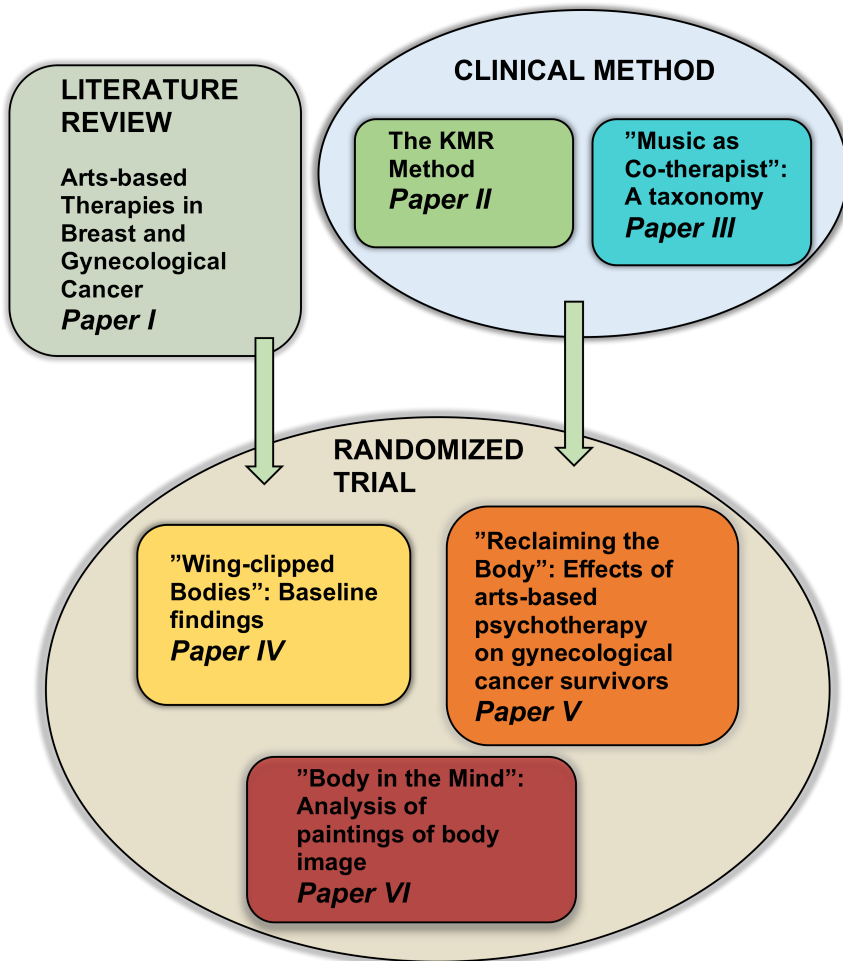 LITERATURE
REVIEW
Arts-based
Therapies in
Breast and
Gynecological
Cancer
Paper I
CLINICAL METHOD
The KMR
Method
Paper II
”Music as
Co-therapist”:
A taxonomy
Paper III
RANDOMIZED
TRIAL
”Wing-clipped
Bodies”: Baseline
findings
Paper IV
”Reclaiming the
Body”: Effects of
arts-based
psychotherapy
on gynecological
cancer survivors
Paper V
”Body in the Mind”:
Analysis of
paintings of body
image
Paper VI